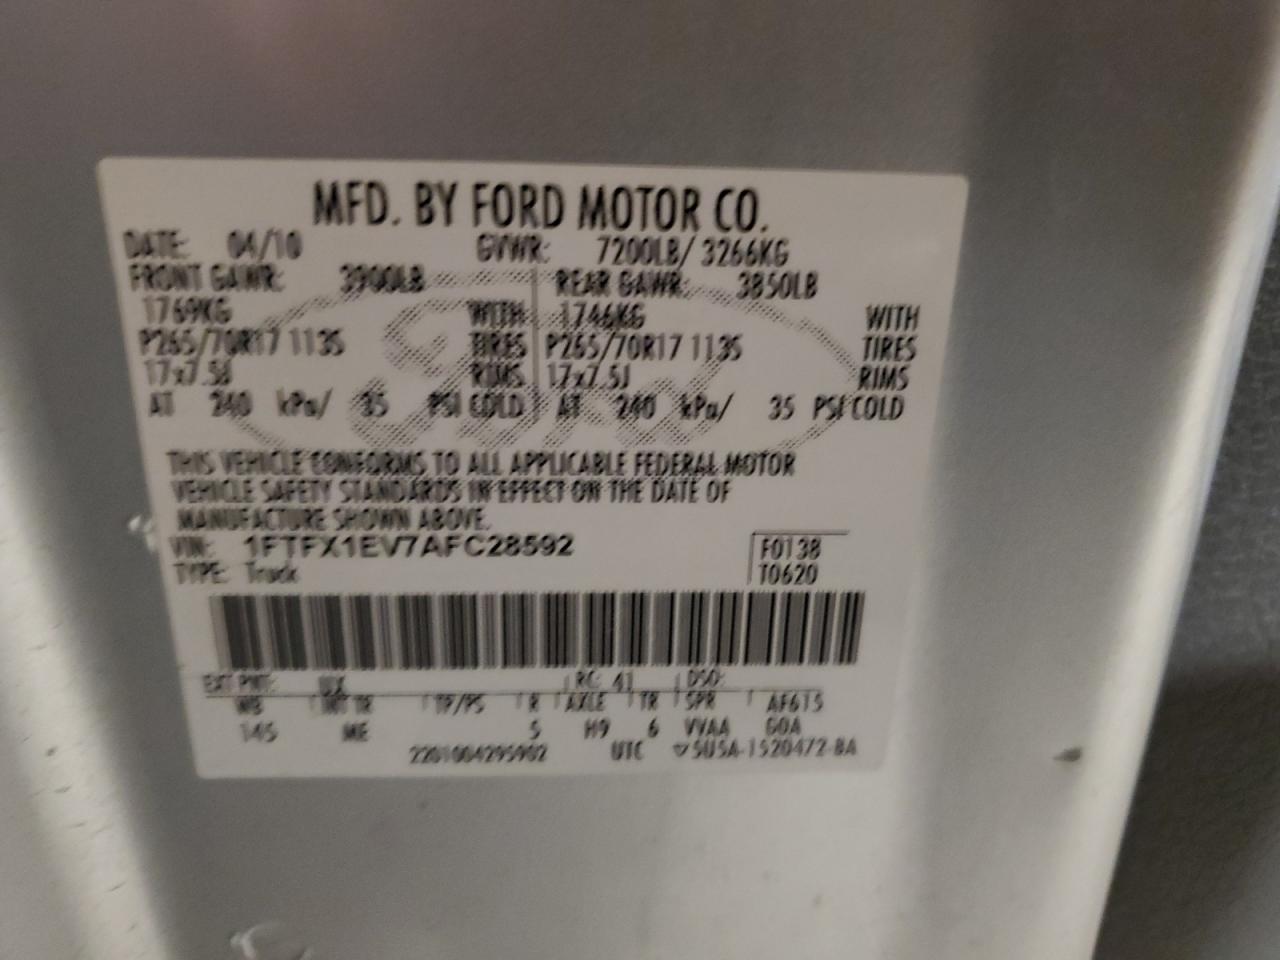 MFD. BY FORD MOTOR CO.
DATE: 04/10 GVWR: 7200LB/ 3266KG
FRONT GAWR: 3900LB REAR GAWR: 3850LB
1769KG WITH 1746KG WITH
P265/70R17 113S TIRES P265/70R17 113S TIRES
17x7.5J RIMS 17x7.5J RIMS
AT 240 kPa/ 35 PSI COLD AT 240 kPa/ 35 PSI COLD
Ford
THIS VEHICLE CONFORMS TO ALL APPLICABLE FEDERAL MOTOR
VEHICLE SAFETY STANDARDS IN EFFECT ON THE DATE OF
MANUFACTURE SHOWN ABOVE.
VIN: 1FTFX1EV7AFC28592 F0138
TYPE: Truck T0620
EXT PNT: UX RC: 41 DSO:
WB INT TR TP/PS R AXLE TR SPR AF615
145 ME 5 H9 6 VVAA GOA
2201004295902 UTC ▽5U5A-1520472-BA